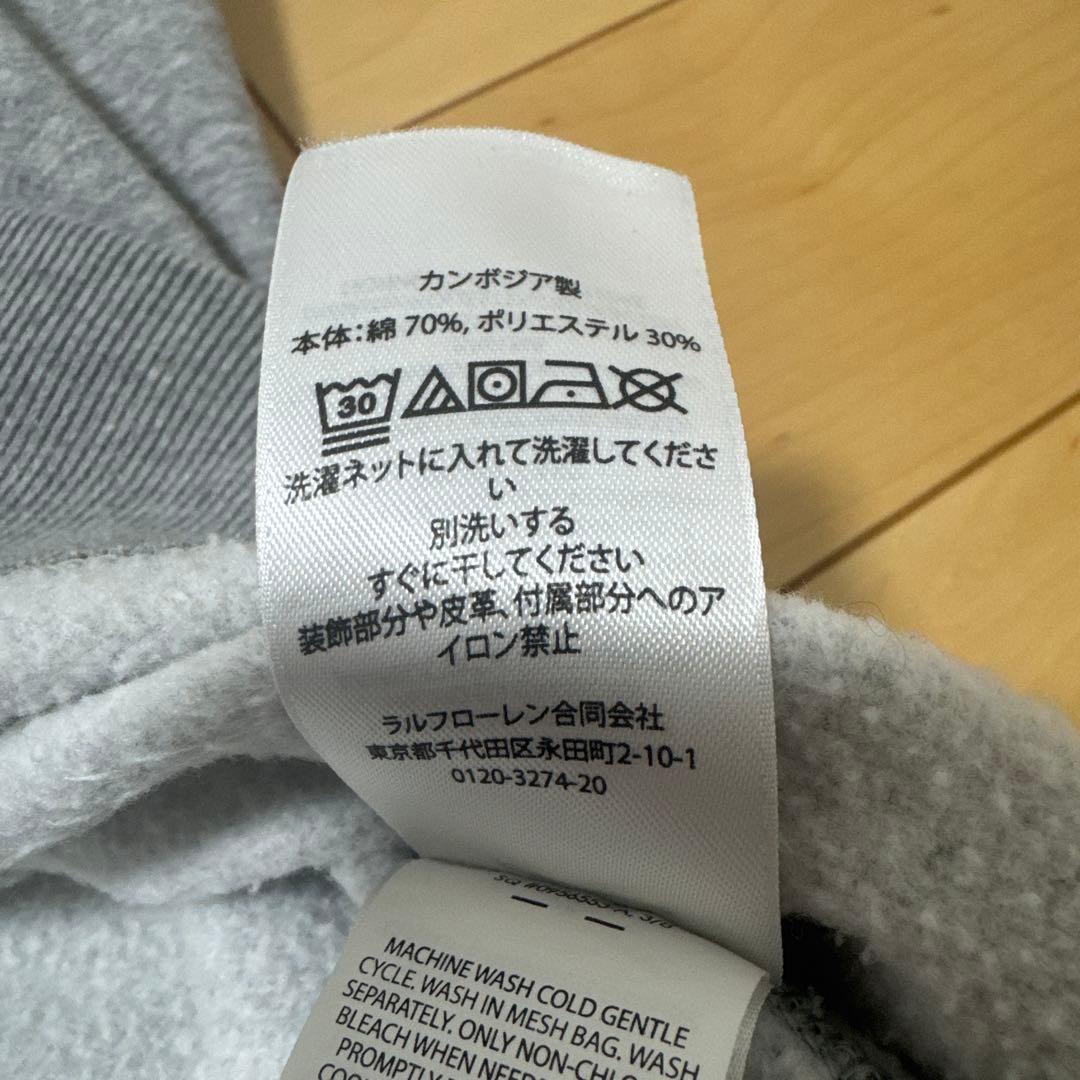 カンボジア製
本体:綿 70%, ポリエステル 30%
30
洗濯ネットに入れて洗濯してくださ
い
別洗いする
すぐに干してください
装飾部分や皮革、付属部分へのア
イロン禁止
ラルフローレン合同会社
東京都千代田区永田町2-10-1
0120-3274-20
MACHINE WASH COLD GENTLE
CYCLE. WASH IN MESH BAG. WASH
SEPARATELY. ONLY NON-CHLO
BLEACH WHEN NEED
PROMPTLY